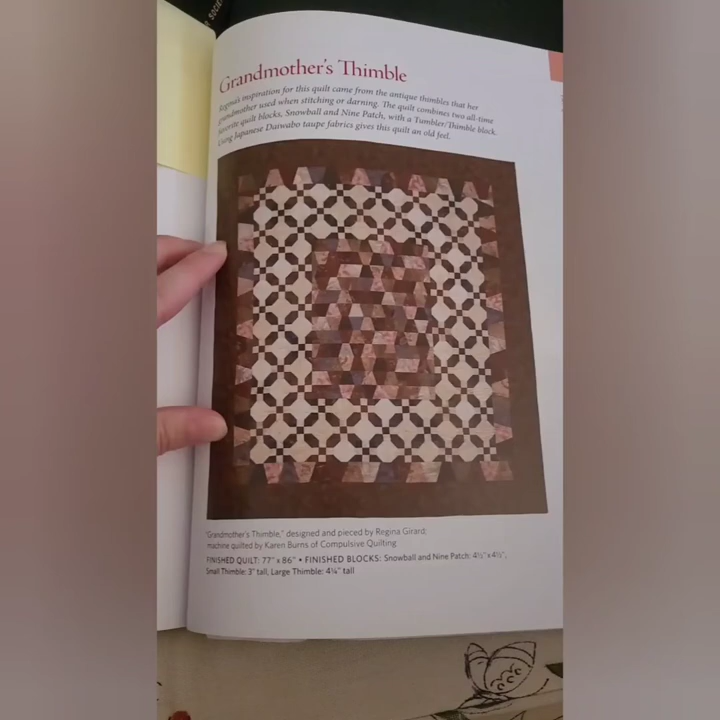 SOCIETY
Grandmother's Thimble
Regina's inspiration for this quilt came from the antique thimbles that her
grandmother used when stitching or darning. The quilt combines two all-time
favorite quilt blocks, Snowball and Nine Patch, with a Tumbler/Thimble block.
Using Japanese Daiwabo taupe fabrics gives this quilt an old feel.
"Grandmother's Thimble," designed and pieced by Regina Girard,
machine quilted by Karen Burns of Compulsive Quilting
FINISHED QUILT: 77" x 86" • FINISHED BLOCKS: Snowball and Nine Patch: 4½" x 4½",
Small Thimble: 3" tall, Large Thimble: 4¼" tall